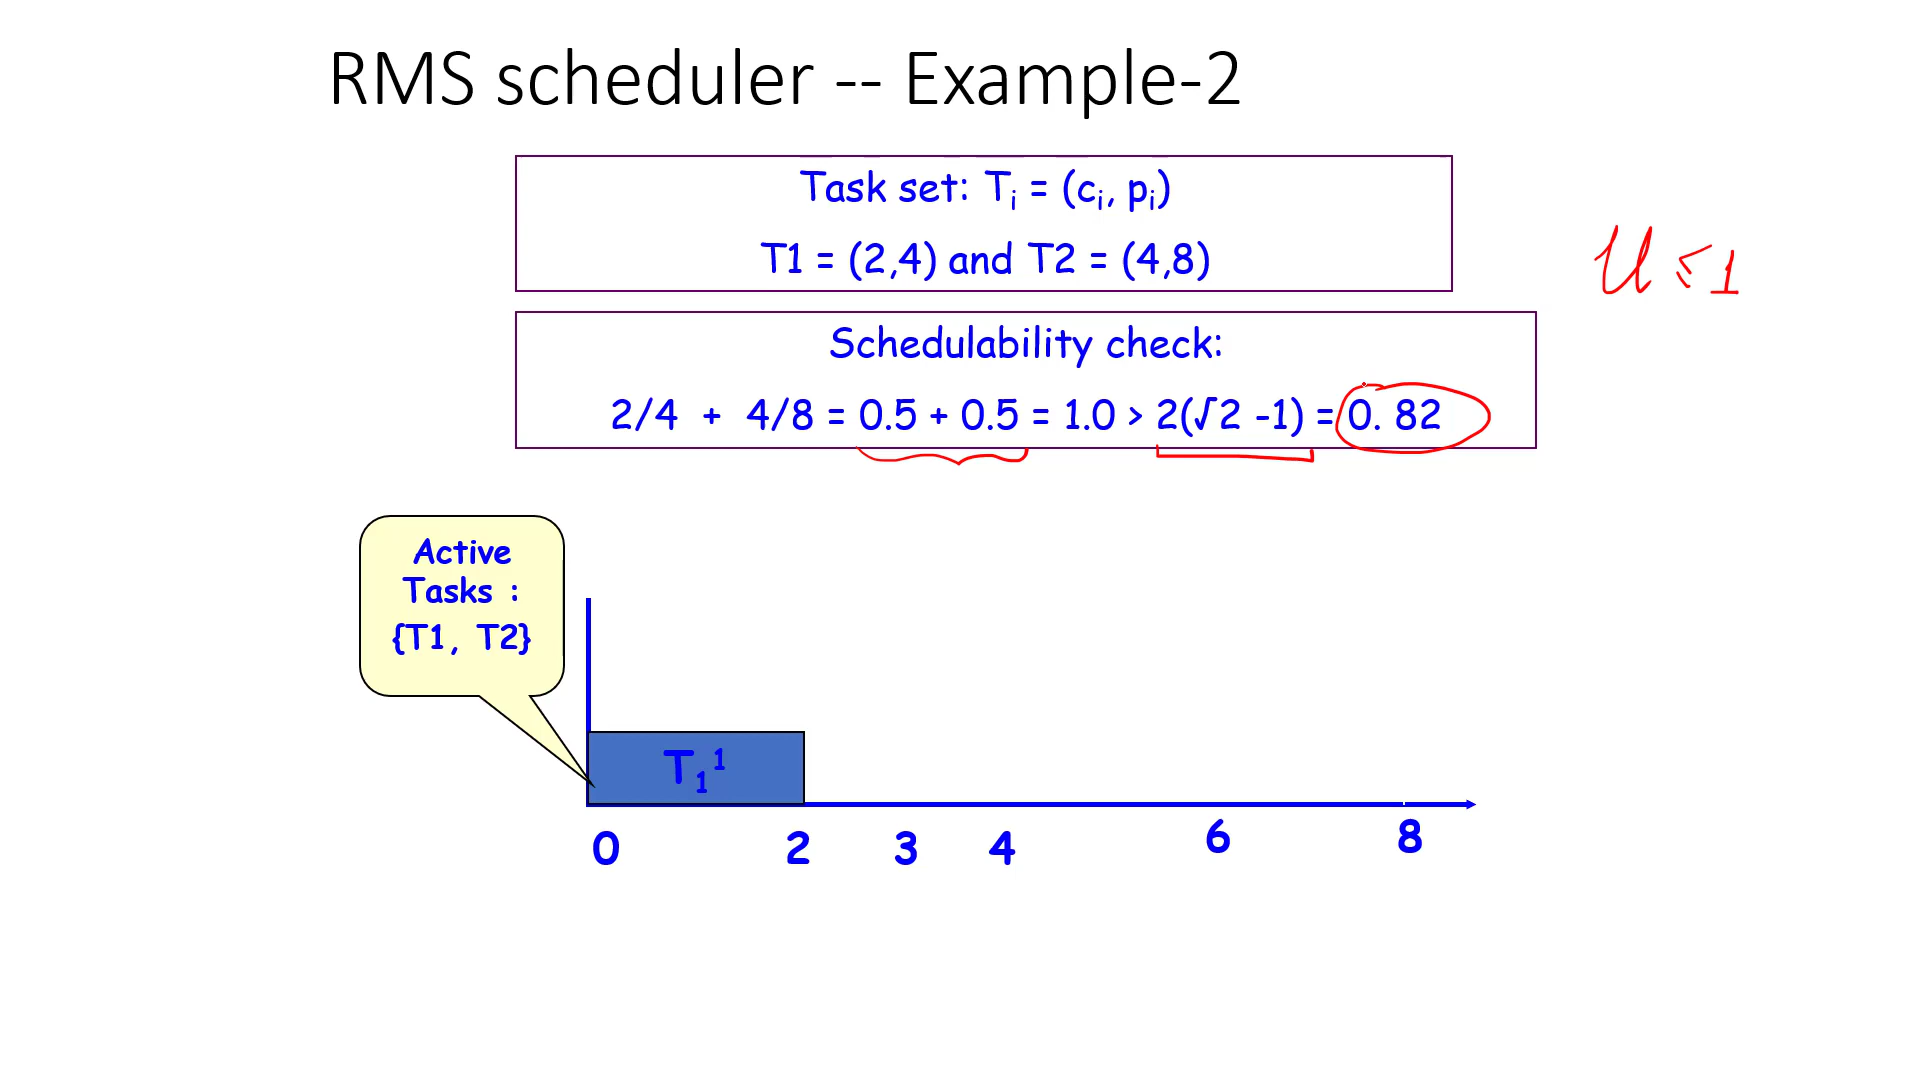 RMS scheduler -- Example-2
Task set: Tᵢ = (cᵢ, pᵢ)
T1 = (2,4) and T2 = (4,8)
U ≤ 1
Schedulability check:
2/4 + 4/8 = 0.5 + 0.5 = 1.0 > 2(√2 -1) = 0. 82
Active
Tasks :
{T1, T2}
T₁¹
0 2 3 4 6 8